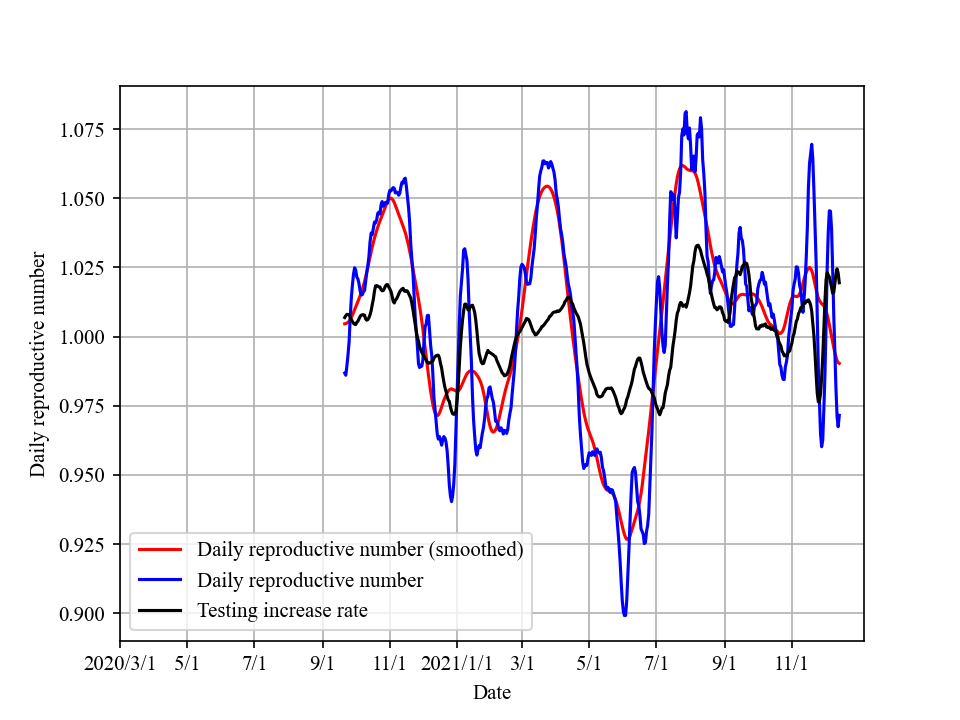 1.075
1.050
1.025
1.000
0.975
0.950
0.925
0.900
Daily reproductive number
Daily reproductive number (smoothed)
Daily reproductive number
Testing increase rate
2020/3/1 5/1 7/1 9/1 11/1 2021/1/1 3/1 5/1 7/1 9/1 11/1
Date